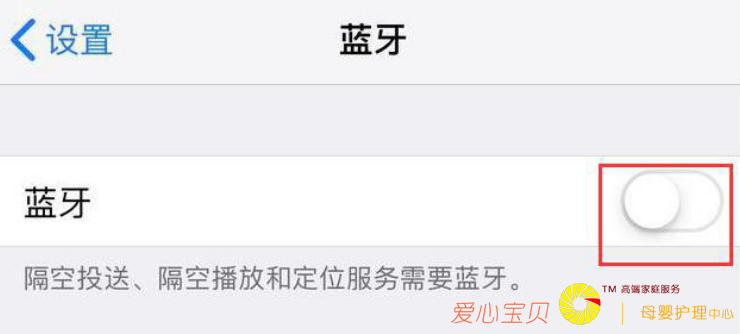 设置
蓝牙
蓝牙
隔空投送、隔空播放和定位服务需要蓝牙。
爱心宝贝
TM 高端家庭服务
母婴护理中心